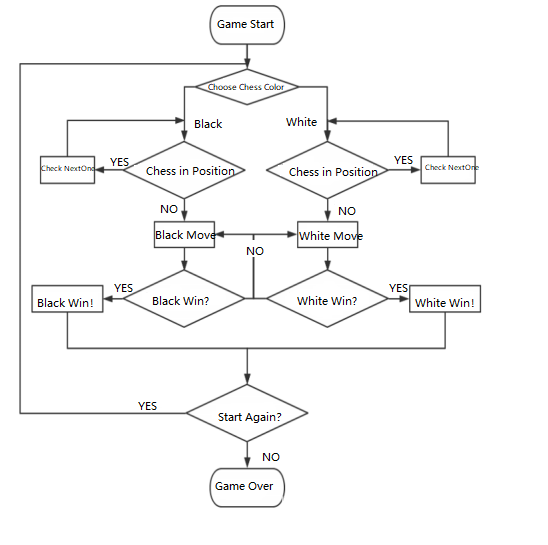 Game Start
Choose Chess Color
Black
White
Check NextOne
YES
Chess in Position
Chess in Position
YES
Check NextOne
NO
NO
Black Move
White Move
NO
Black Win!
YES
Black Win?
White Win?
YES
White Win!
YES
Start Again?
NO
Game Over